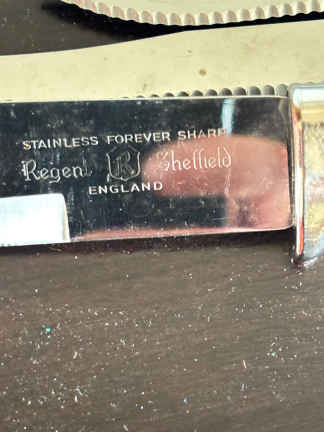 STAINLESS FOREVER SHARP
Regent Sheffield
ENGLAND